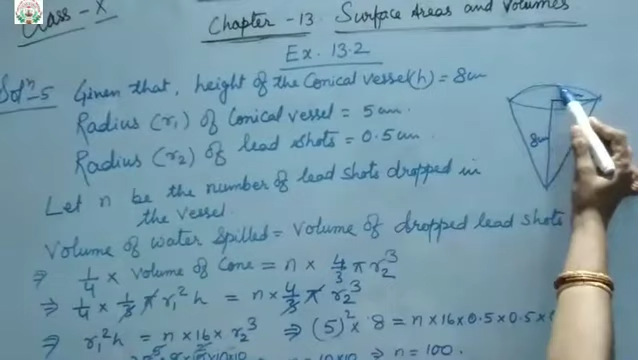 Class - X
Chapter - 13. Surface Areas and Volumes
Ex. 13.2
Solⁿ-5 Given that, height of the Conical vessel(h) = 8cm
Radius (r₁) of Conical vessel = 5cm.
Radius (r₂) of lead shots = 0.5cm
8cm
Let n be the number of lead shots dropped in
the vessel.
Volume of water spilled = Volume of dropped lead shots
⇒ 1/4 × Volume of Cone = n × 4/3 π r₂³
⇒ 1/4 × 1/3 π r₁² h = n × 4/3 π r₂³
⇒ r₁² h = n × 16 × r₂³ ⇒ (5)² × 8 = n × 16 × 0.5 × 0.5 ×
⇒ n = 100.